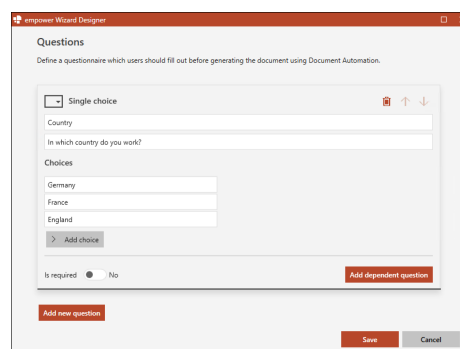 empower Wizard Designer
Questions
Define a questionnaire which users should fill out before generating the document using Document Automation.
Single choice
Country
In which country do you work?
Choices
Germany
France
England
Add choice
Is required No Add dependent question
Add new question
Save Cancel